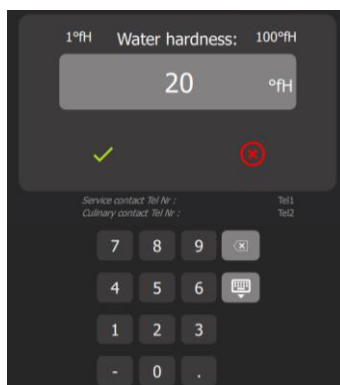 1°fH Water hardness: 100°fH
20 °fH
Service contact Tel Nr : Tel1
Culinary contact Tel Nr : Tel2
7 8 9
4 5 6
1 2 3
- 0 .